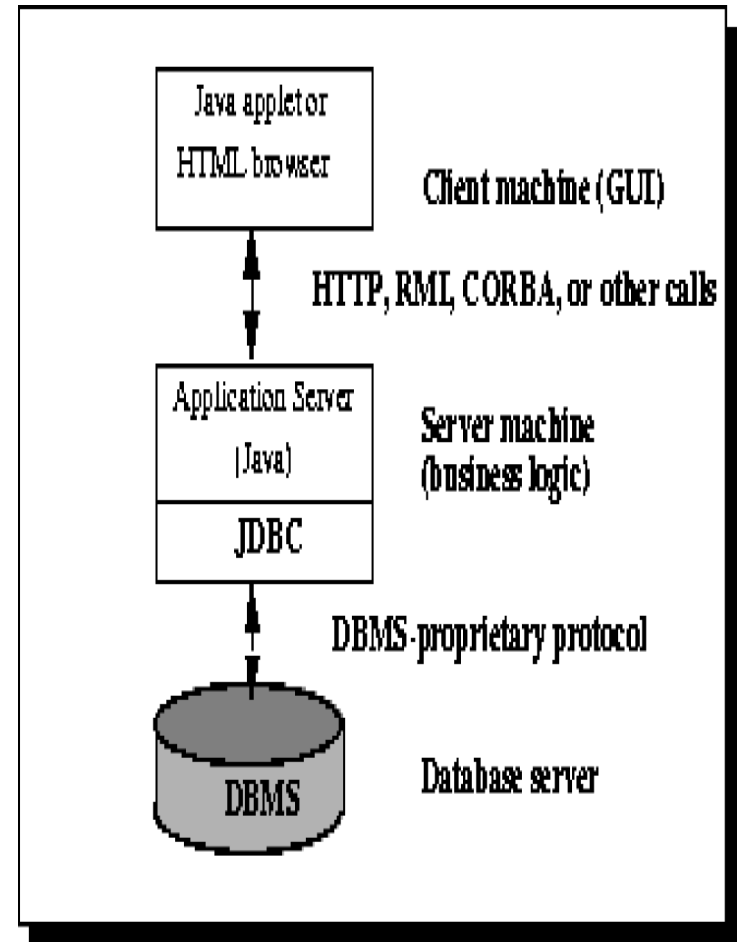 Java applet or
HTML browser
Client machine (GUI)
HTTP, RMI, CORBA, or other calls
Application Server
(Java)
Server machine
(business logic)
JDBC
DBMS-proprietary protocol
DBMS
Database server